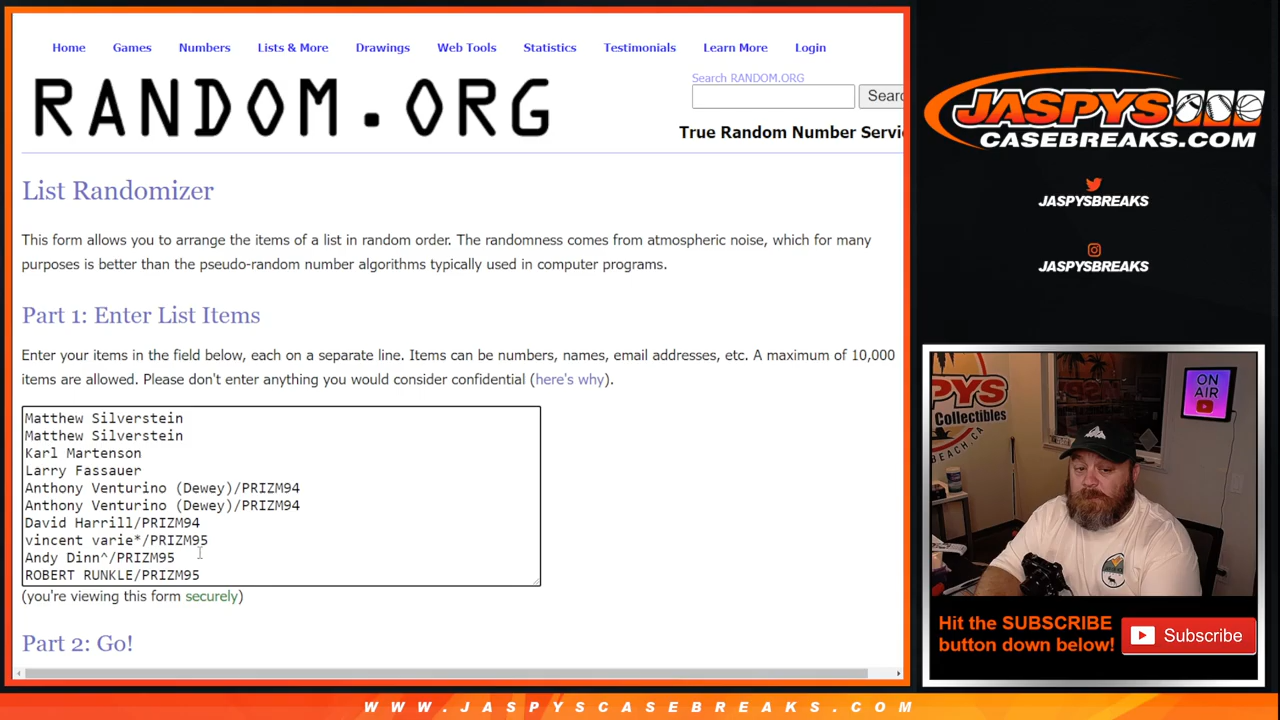 Home Games Numbers Lists & More Drawings Web Tools Statistics Testimonials Learn More Login
RANDOM.ORG
Search RANDOM.ORG
Searc
True Random Number Servi
List Randomizer
This form allows you to arrange the items of a list in random order. The randomness comes from atmospheric noise, which for many
purposes is better than the pseudo-random number algorithms typically used in computer programs.
Part 1: Enter List Items
Enter your items in the field below, each on a separate line. Items can be numbers, names, email addresses, etc. A maximum of 10,000
items are allowed. Please don't enter anything you would consider confidential (here's why).
Matthew Silverstein
Matthew Silverstein
Karl Martenson
Larry Fassauer
Anthony Venturino (Dewey)/PRIZM94
Anthony Venturino (Dewey)/PRIZM94
David Harrill/PRIZM94
vincent varie*/PRIZM95
Andy Dinn^/PRIZM95
ROBERT RUNKLE/PRIZM95
(you're viewing this form securely)
Part 2: Go!
JASPYS
CASEBREAKS.COM
JASPYSBREAKS
JASPYSBREAKS
PYS
Collectibles
BEACH.CA
ON
AIR
Hit the SUBSCRIBE
button down below!
Subscribe
WWW.JASPYSCASEBREAKS.COM